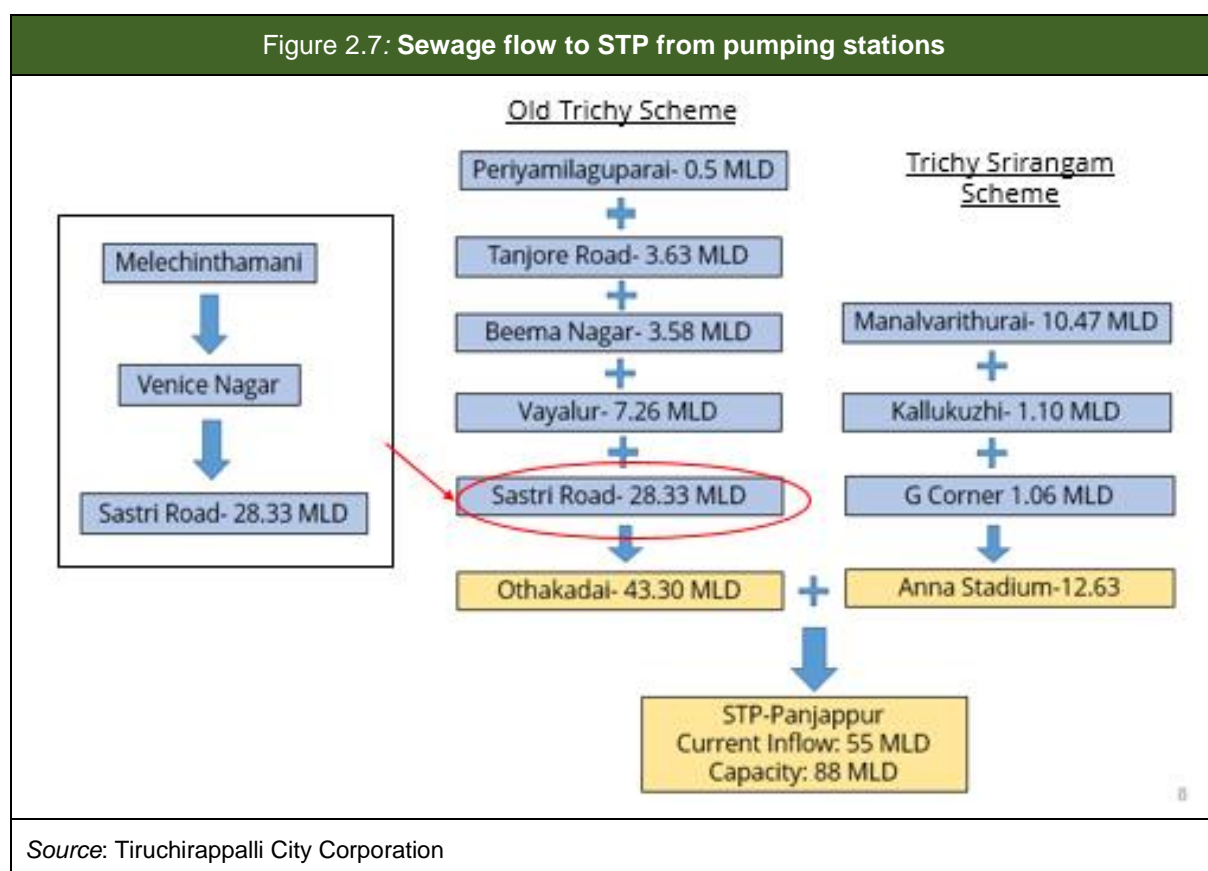 Figure 2.7: Sewage flow to STP from pumping stations
Old Trichy Scheme
Periyamilaguparai- 0.5 MLD
Tanjore Road- 3.63 MLD
Beema Nagar- 3.58 MLD
Vayalur- 7.26 MLD
Sastri Road- 28.33 MLD
Othakadai- 43.30 MLD
Trichy Srirangam
Scheme
Manalvarithurai- 10.47 MLD
Kallukuzhi- 1.10 MLD
G Corner 1.06 MLD
Anna Stadium-12.63
Melechinthamani
Venice Nagar
Sastri Road- 28.33 MLD
STP-Panjappur
Current Inflow: 55 MLD
Capacity: 88 MLD
8
Source: Tiruchirappalli City Corporation